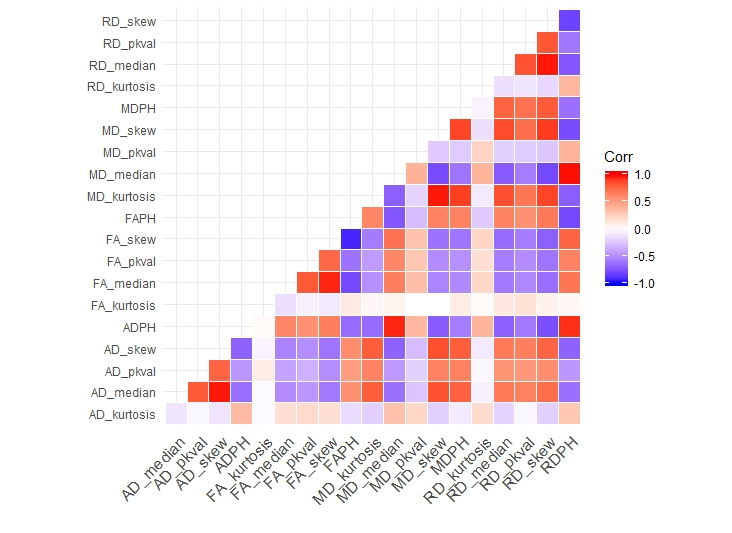 RD_skew
RD_pkval
RD_median
RD_kurtosis
MDPH
MD_skew
MD_pkval
MD_median
MD_kurtosis
FAPH
FA_skew
FA_pkval
FA_median
FA_kurtosis
ADPH
AD_skew
AD_pkval
AD_median
AD_kurtosis
AD_median
AD_pkval
AD_skew
ADPH
FA_kurtosis
FA_median
FA_pkval
FA_skew
FAPH
MD_kurtosis
MD_median
MD_pkval
MD_skew
MDPH
RD_kurtosis
RD_median
RD_pkval
RD_skew
RDPH
Corr
1.0
0.5
0.0
-0.5
-1.0